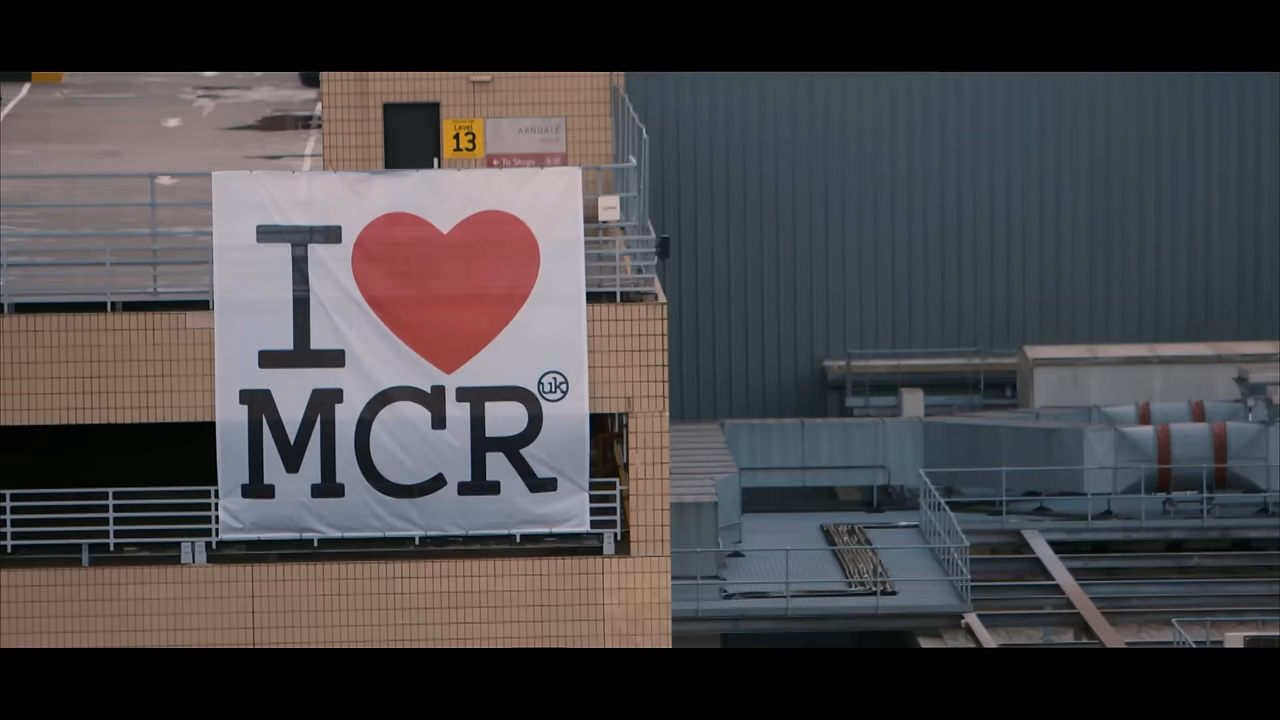 Level
13
ARNDALE
← To Shops
I ♥
MCR uk